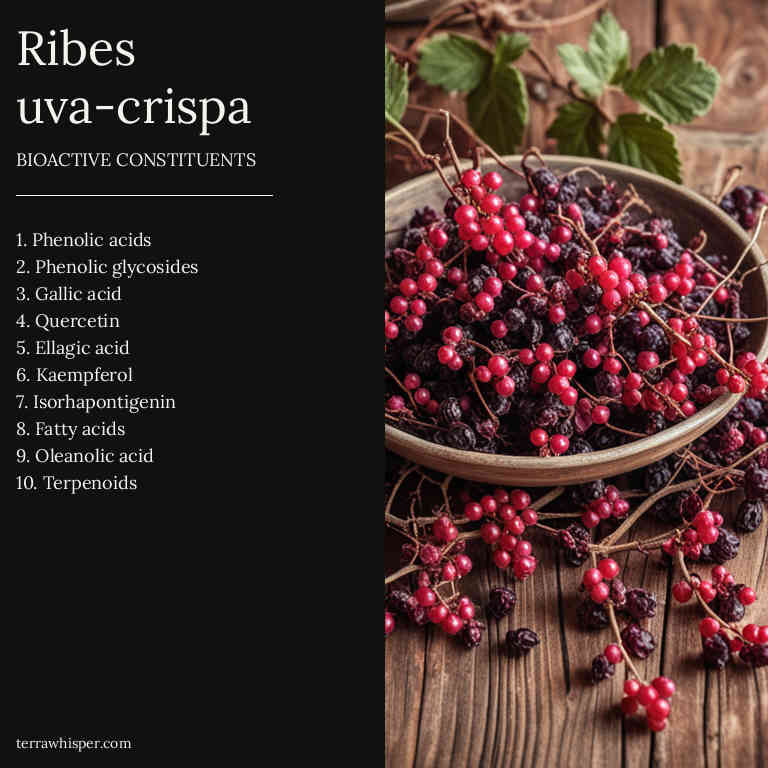 Ribes
uva-crispa
BIOACTIVE CONSTITUENTS
1. Phenolic acids
2. Phenolic glycosides
3. Gallic acid
4. Quercetin
5. Ellagic acid
6. Kaempferol
7. Isorhapontigenin
8. Fatty acids
9. Oleanolic acid
10. Terpenoids
terrawhisper.com